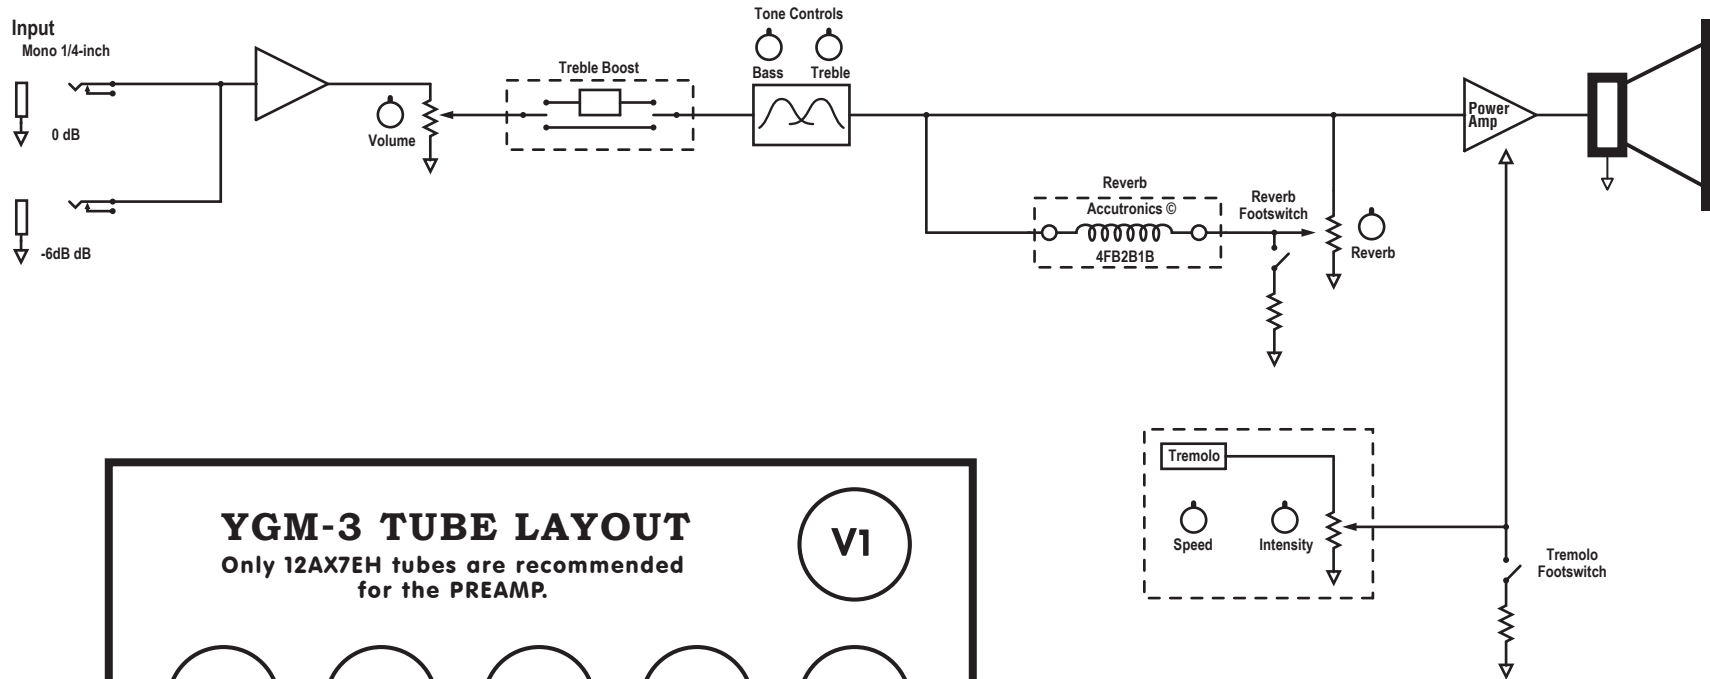 Input
Mono 1/4-inch
0 dB
-6dB dB
Volume
Treble Boost
Tone Controls
Bass Treble
Reverb
Accutronics ©
4FB2B1B
Reverb
Footswitch
Reverb
Power
Amp
Tremolo
Speed Intensity
Tremolo
Footswitch
YGM-3 TUBE LAYOUT
Only 12AX7EH tubes are recommended
for the PREAMP.
V1